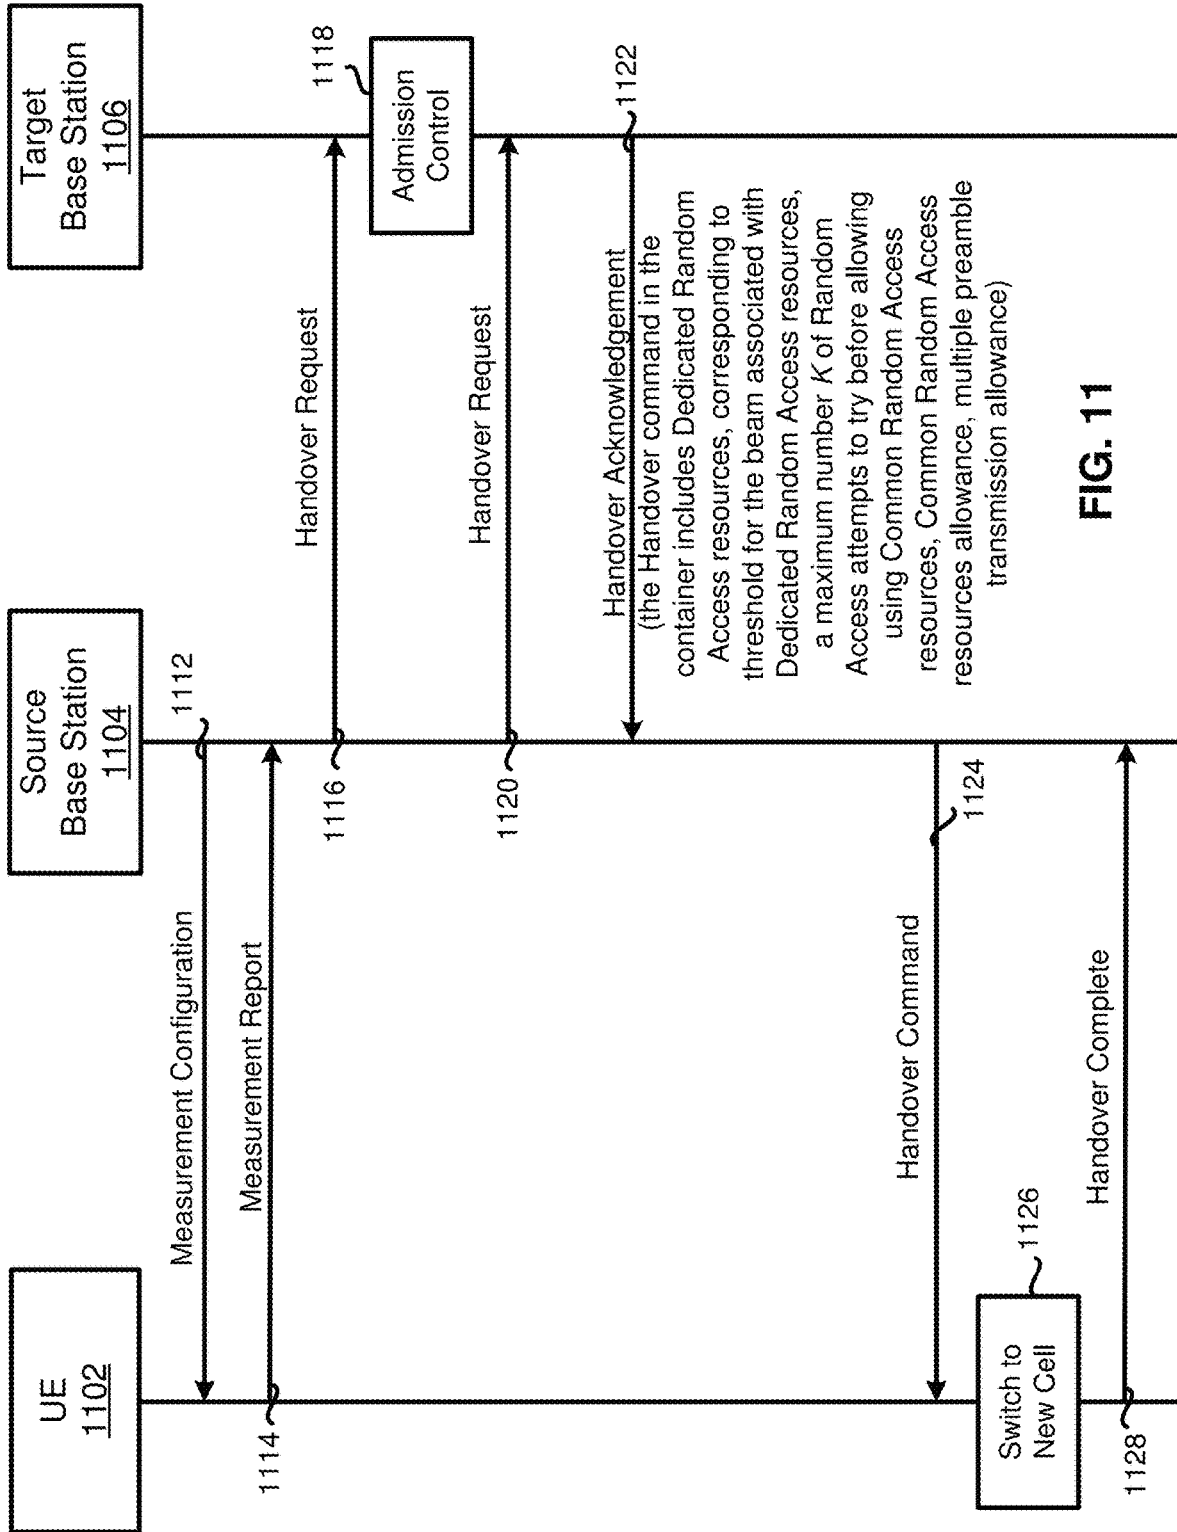 UE
1102
Source
Base Station
1104
Target
Base Station
1106
1112
Measurement Configuration
Measurement Report
1114
Handover Request
1116
1118
Admission
Control
Handover Request
1120
1122
Handover Acknowledgement
(the Handover command in the
container includes Dedicated Random
Access resources, corresponding to
threshold for the beam associated with
Dedicated Random Access resources,
a maximum number K of Random
Access attempts to try before allowing
using Common Random Access
resources, Common Random Access
resources allowance, multiple preamble
transmission allowance)
Handover Command
1124
Switch to
New Cell
1126
Handover Complete
1128
FIG. 11